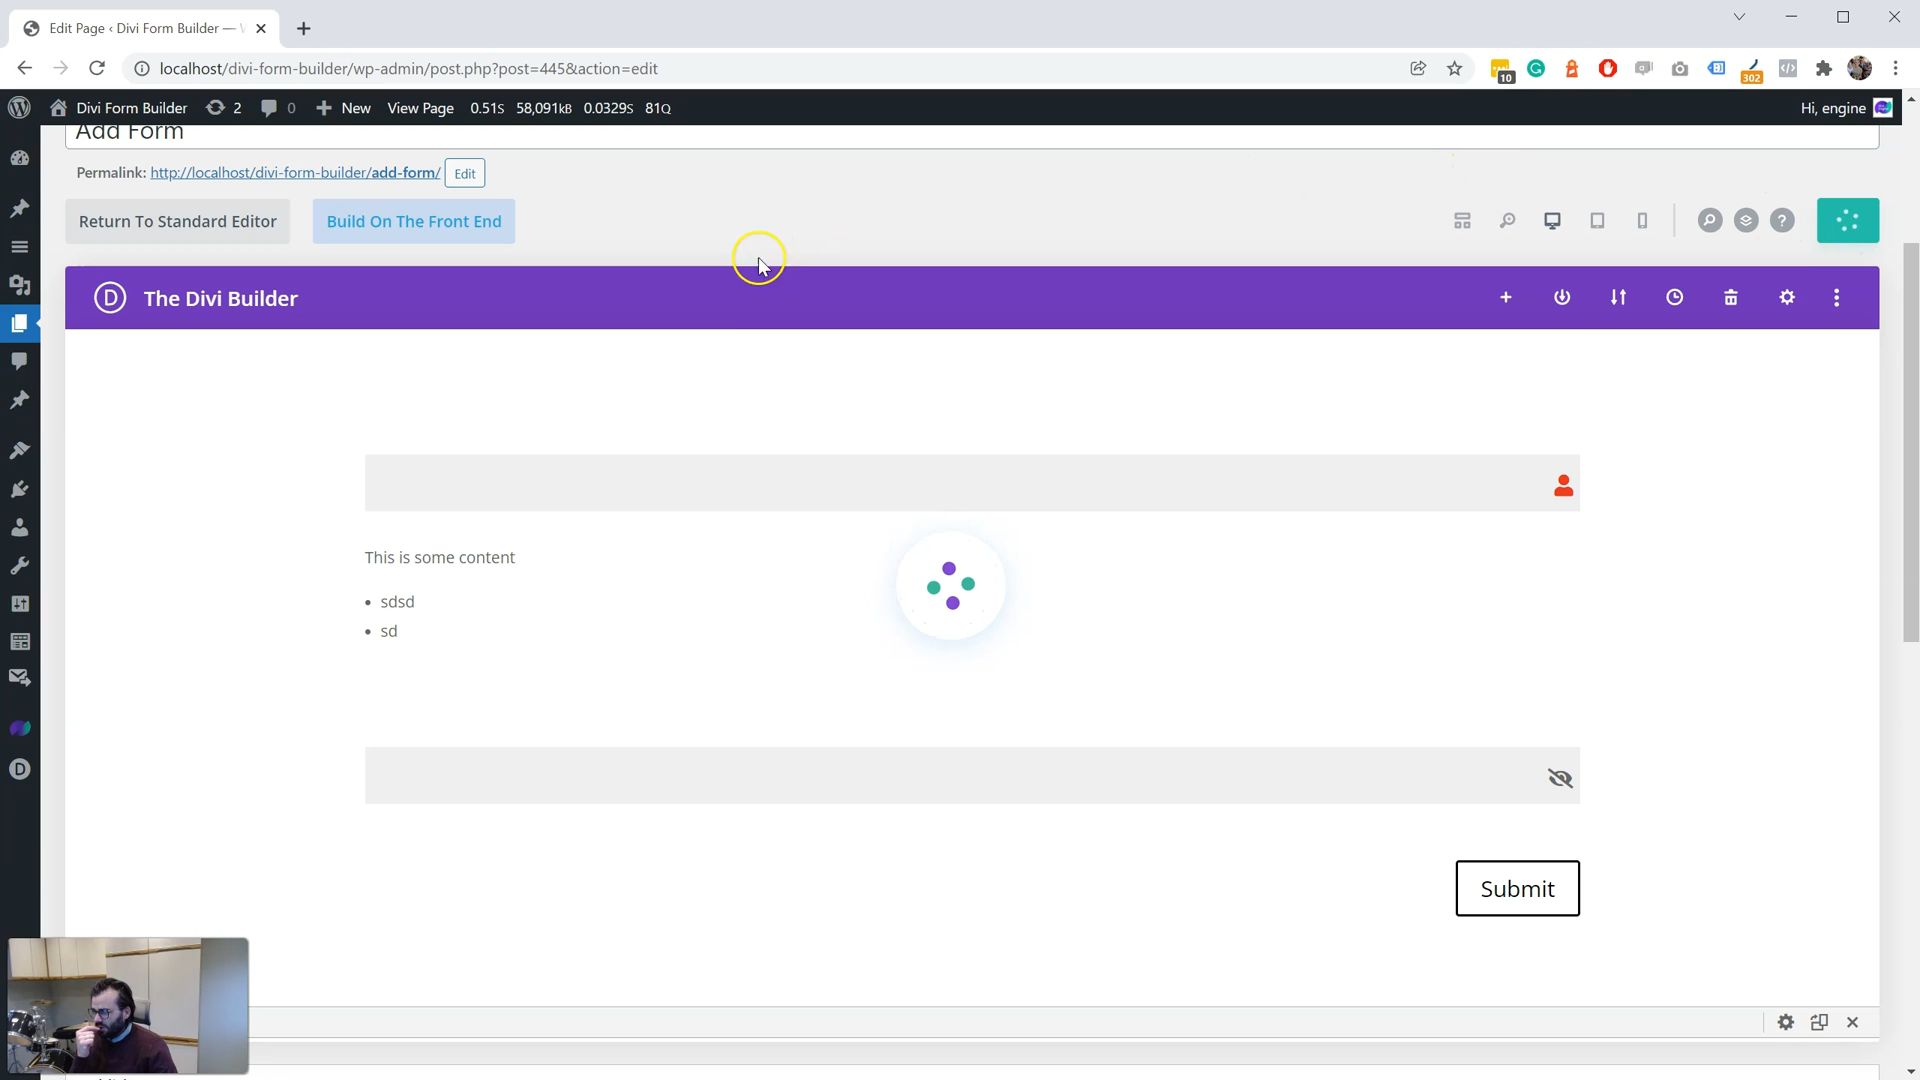 Edit Page ‹ Divi Form Builder —
localhost/divi-form-builder/wp-admin/post.php?post=445&action=edit
10
302
Divi Form Builder 2 0 New View Page 0.51S 58,091KB 0.0329S 81Q
Hi, engine
Add Form
Permalink: http://localhost/divi-form-builder/add-form/ Edit
Return To Standard Editor
Build On The Front End
D The Divi Builder
This is some content
• sdsd
• sd
Submit